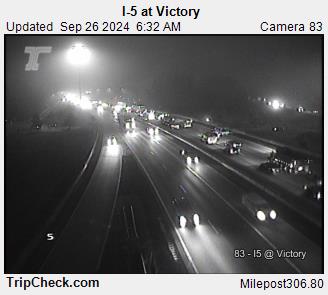 I-5 at Victory
Updated Sep 26 2024 6:32 AM Camera 83
T
S
83 - I5 @ Victory
TripCheck.com Milepost306.80